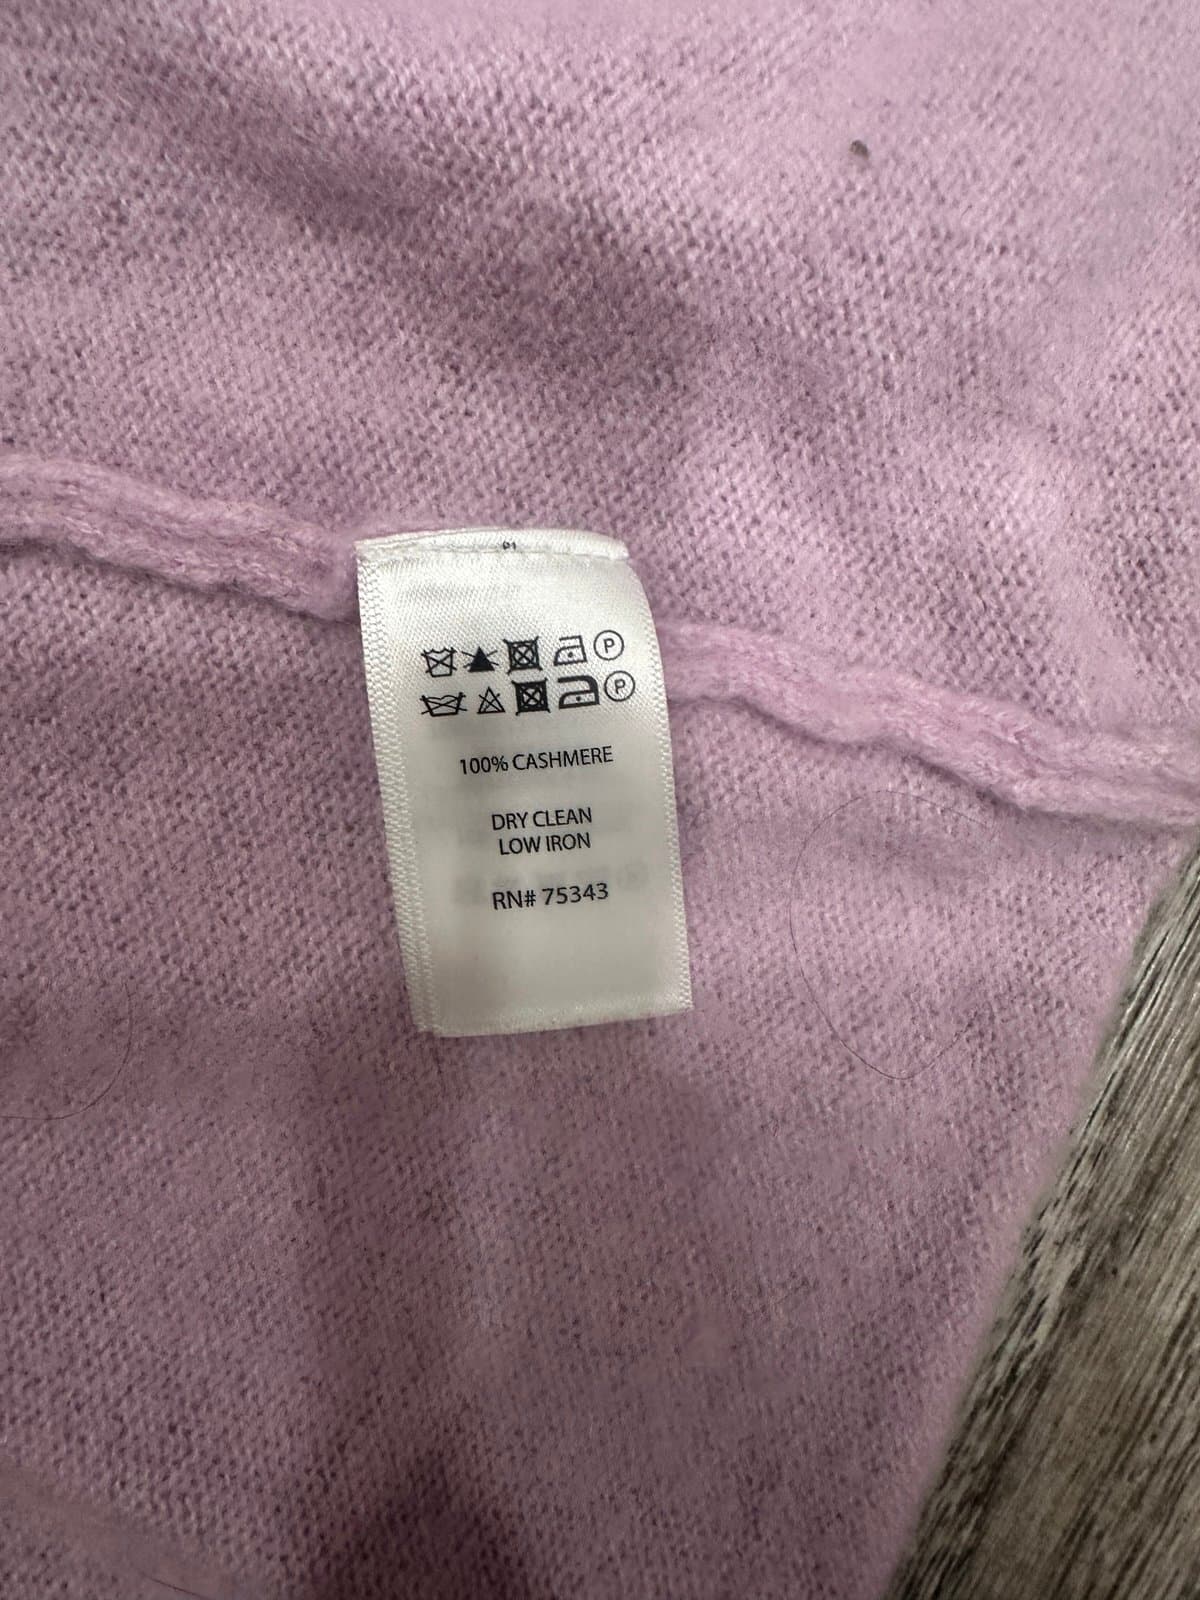 P P
100% CASHMERE
DRY CLEAN
LOW IRON
RN# 75343